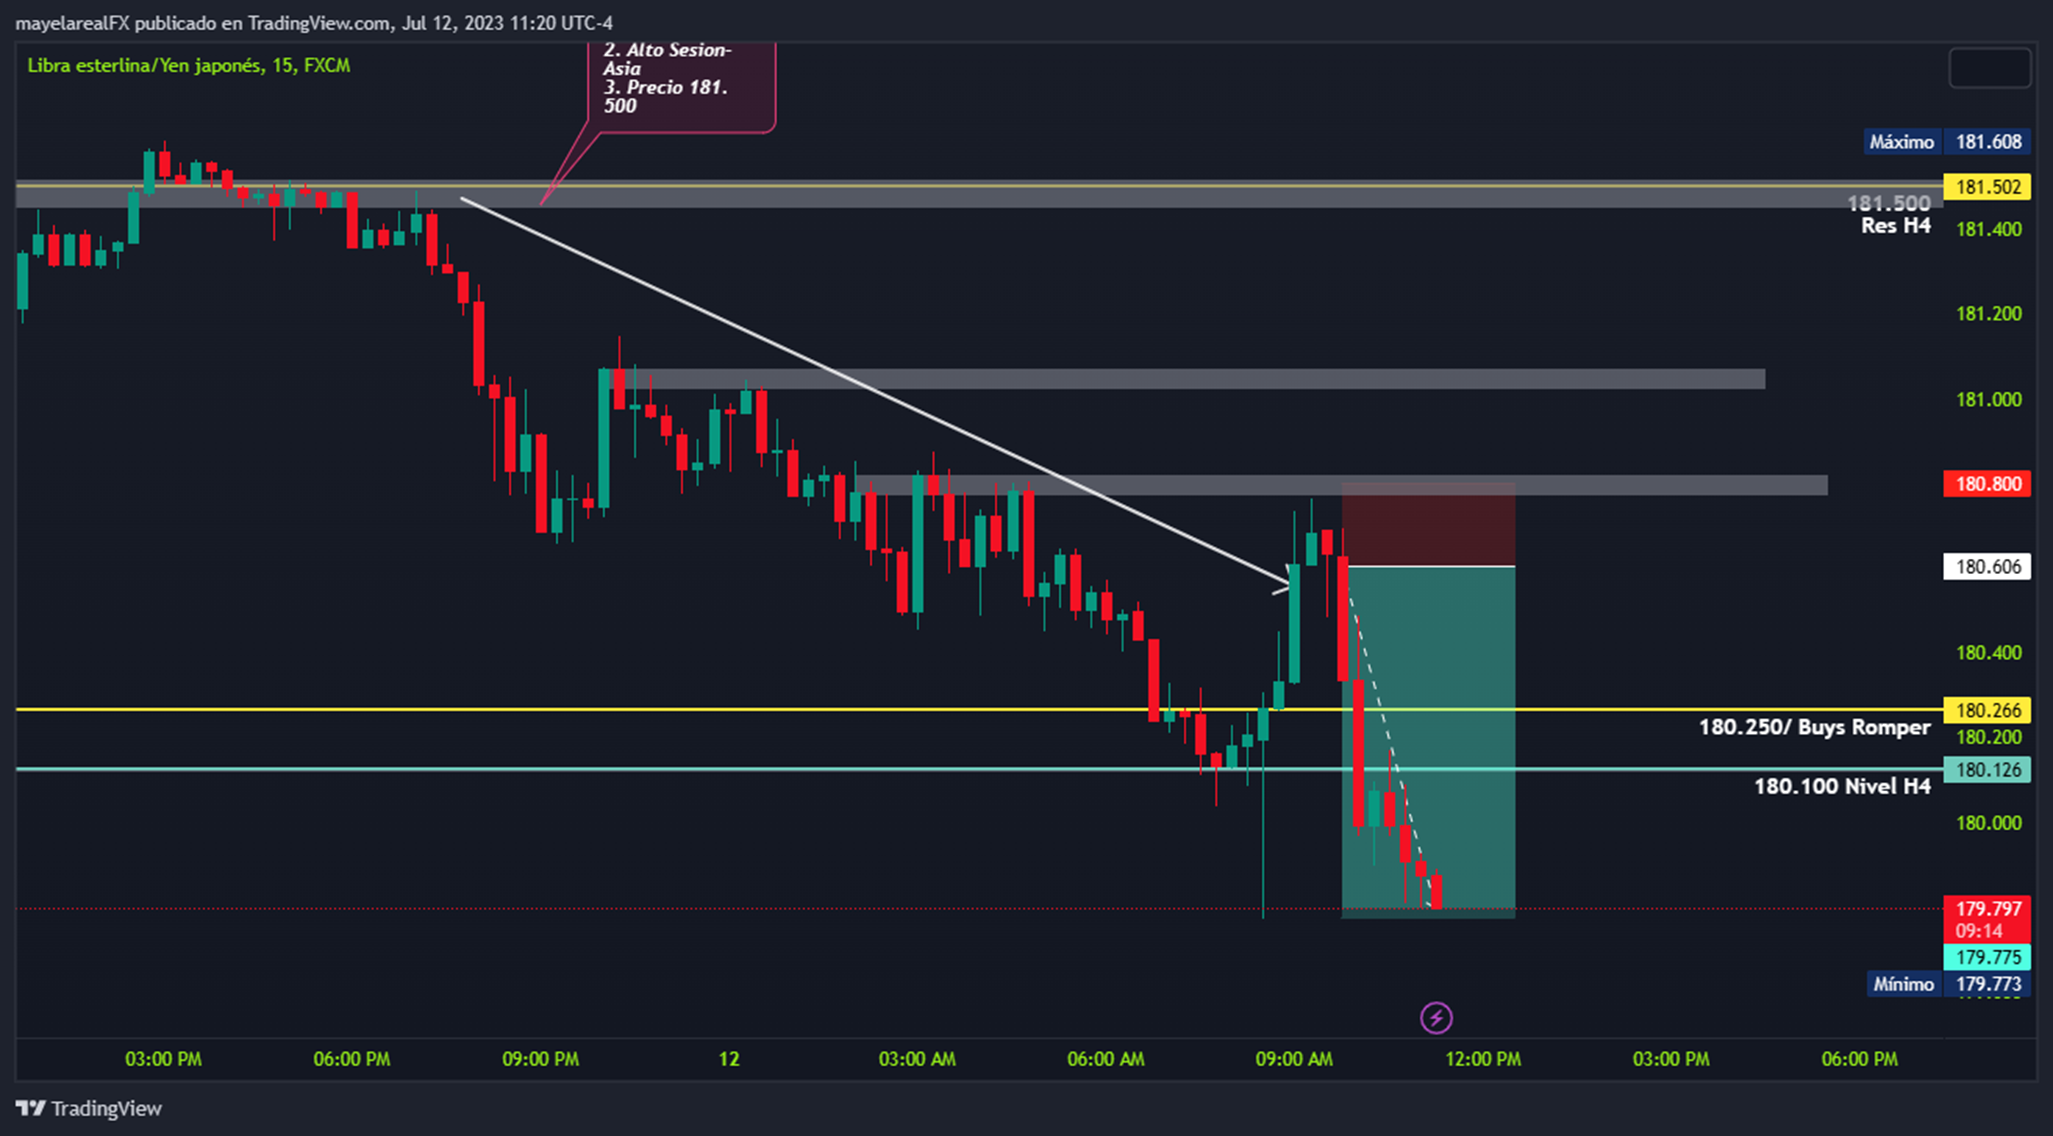 mayelarealFX publicado en TradingView.com, Jul 12, 2023 11:20 UTC-4
Libra esterlina/Yen japonés, 15, FXCM
2. Alto Sesion-
Asia
3. Precio 181.
500
Máximo 181.608
181.502
181.500
Res H4
181.400
181.200
181.000
180.800
180.606
180.400
180.266
180.250/ Buys Romper
180.200
180.126
180.100 Nivel H4
180.000
179.797
09:14
179.775
Mínimo 179.773
03:00 PM 06:00 PM 09:00 PM 12 03:00 AM 06:00 AM 09:00 AM 12:00 PM 03:00 PM 06:00 PM
TradingView